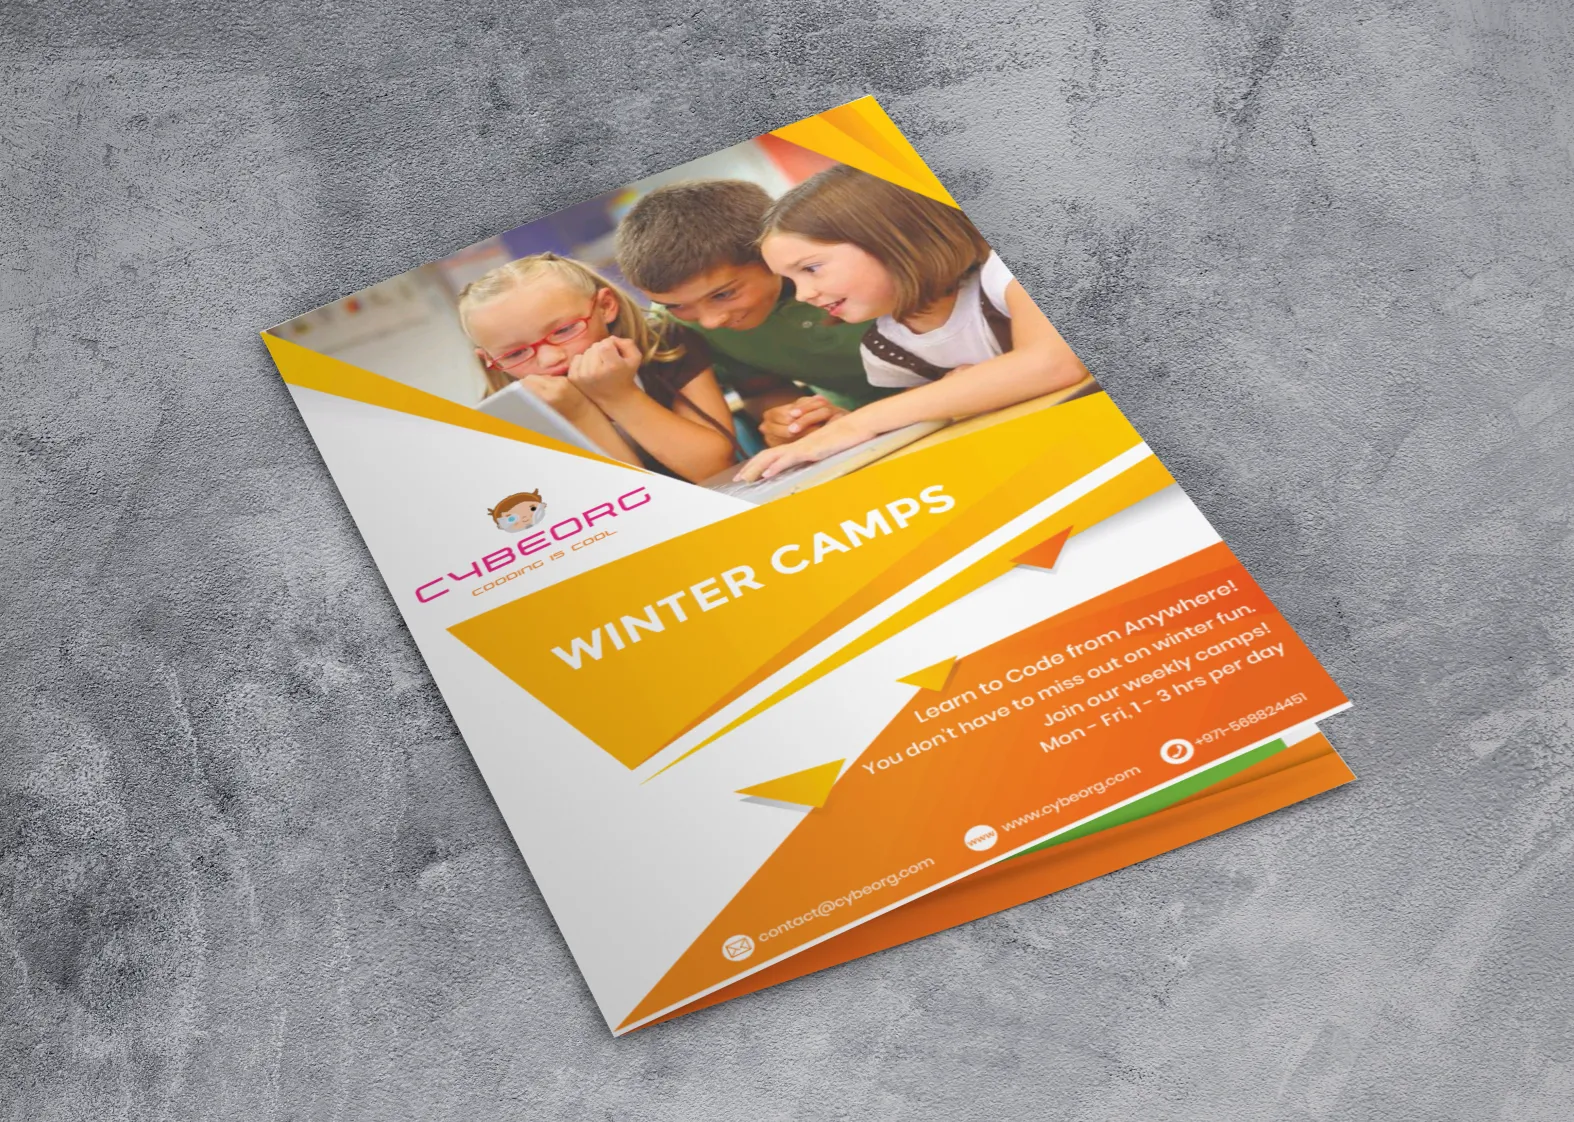 CYBEORG
COODING IS COOL
WINTER CAMPS
Learn to Code from Anywhere!
You don't have to miss out on winter fun.
Join our weekly camps!
Mon - Fri, 1 - 3 hrs per day
contact@cybeorg.com
www
www.cybeorg.com
+971-568824451